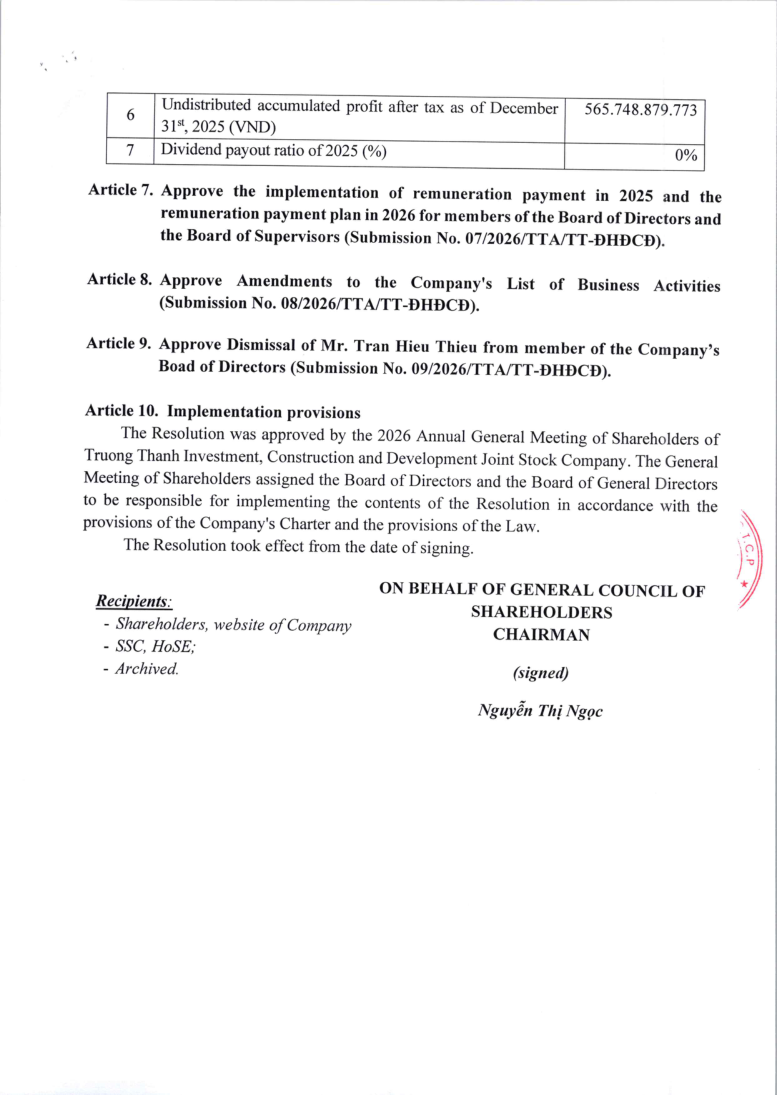 6 Undistributed accumulated profit after tax as of December 565.748.879.773
31st, 2025 (VND)
7 Dividend payout ratio of 2025 (%) 0%
Article 7. Approve the implementation of remuneration payment in 2025 and the
remuneration payment plan in 2026 for members of the Board of Directors and
the Board of Supervisors (Submission No. 07/2026/TTA/TT-ĐHĐCĐ).
Article 8. Approve Amendments to the Company's List of Business Activities
(Submission No. 08/2026/TTA/TT-ĐHĐCĐ).
Article 9. Approve Dismissal of Mr. Tran Hieu Thieu from member of the Company’s
Boad of Directors (Submission No. 09/2026/TTA/TT-ĐHĐCĐ).
Article 10. Implementation provisions
The Resolution was approved by the 2026 Annual General Meeting of Shareholders of
Truong Thanh Investment, Construction and Development Joint Stock Company. The General
Meeting of Shareholders assigned the Board of Directors and the Board of General Directors
to be responsible for implementing the contents of the Resolution in accordance with the
provisions of the Company's Charter and the provisions of the Law.
The Resolution took effect from the date of signing.
Recipients:
- Shareholders, website of Company
- SSC, HoSE;
- Archived.
ON BEHALF OF GENERAL COUNCIL OF
SHAREHOLDERS
CHAIRMAN
(signed)
Nguyễn Thị Ngọc
T.C.P